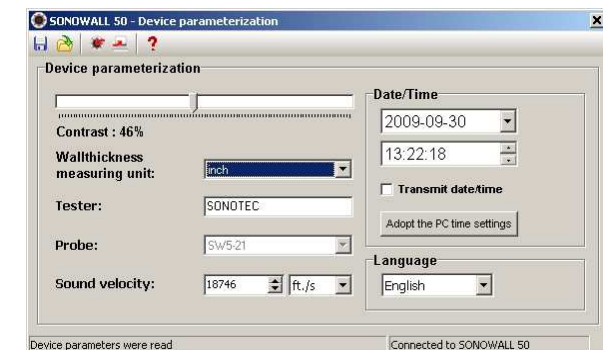 SONOWALL 50 - Device parameterization
Device parameterization
Contrast : 46%
Wallthickness
measuring unit:
inch
Tester:
SONOTEC
Probe:
SW5-21
Sound velocity:
18746
ft./s
Date/Time
2009-09-30
13:22:18
Transmit date/time
Adopt the PC time settings
Language
English
Device parameters were read
Connected to SONOWALL 50